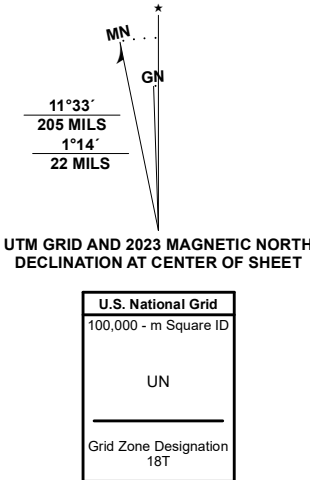 ★
MN
GN
11°33´
205 MILS
1°14´
22 MILS
UTM GRID AND 2023 MAGNETIC NORTH
DECLINATION AT CENTER OF SHEET
U.S. National Grid
100,000 - m Square ID
UN
Grid Zone Designation
18T